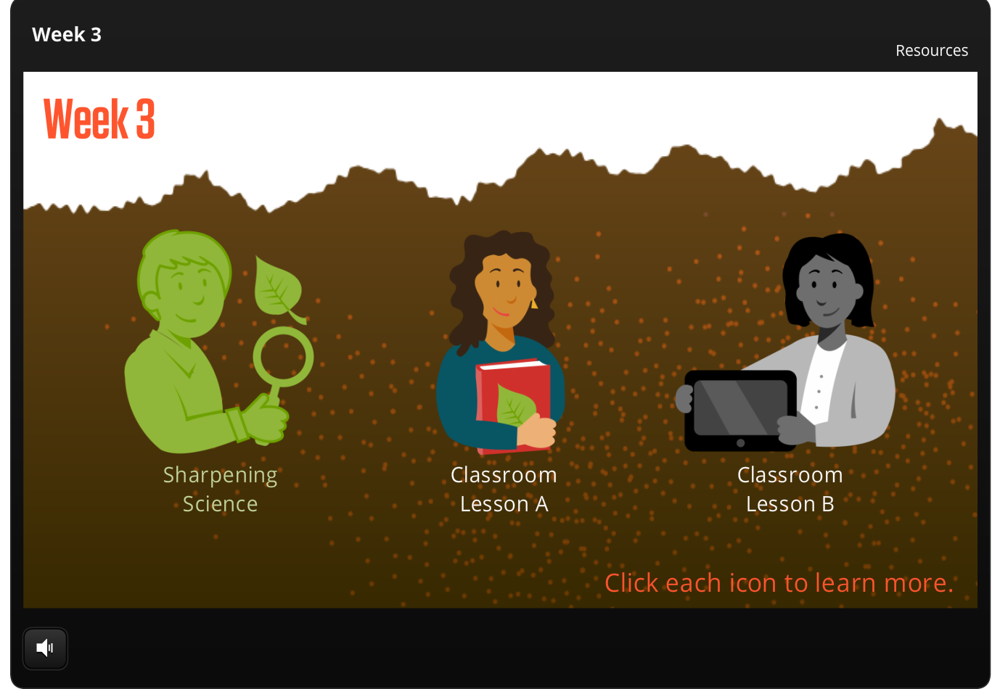 Week 3
Resources
Week 3
Sharpening
Science
Classroom
Lesson A
Classroom
Lesson B
Click each icon to learn more.